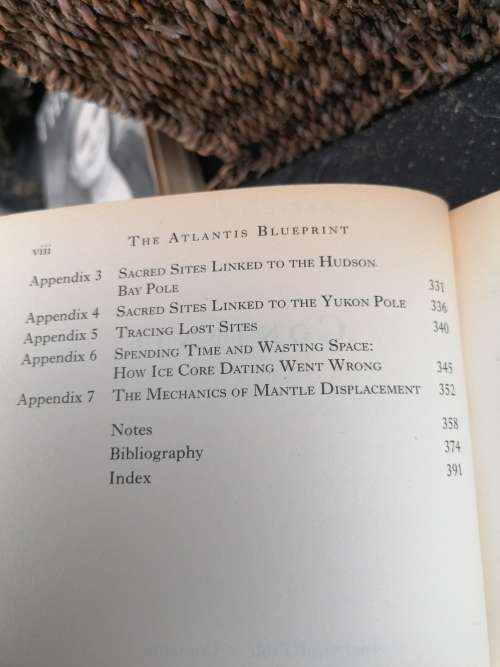 viii THE ATLANTIS BLUEPRINT
Appendix 3 SACRED SITES LINKED TO THE HUDSON
BAY POLE 331
Appendix 4 SACRED SITES LINKED TO THE YUKON POLE 336
Appendix 5 TRACING LOST SITES 340
Appendix 6 SPENDING TIME AND WASTING SPACE:
HOW ICE CORE DATING WENT WRONG 345
Appendix 7 THE MECHANICS OF MANTLE DISPLACEMENT 352
Notes 358
Bibliography 374
Index 391